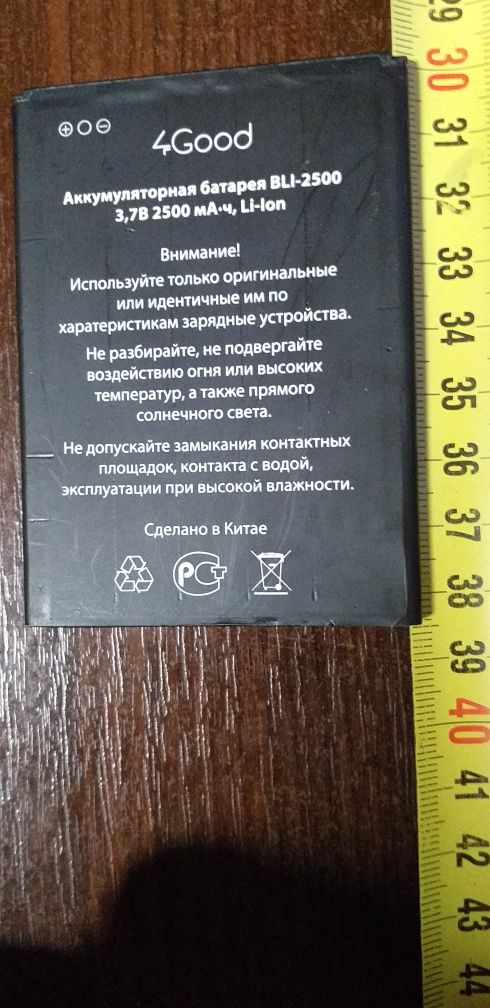 4Good
Аккумуляторная батарея BLI-2500
3,7В 2500 мА·ч, Li-Ion
Внимание!
Используйте только оригинальные
или идентичные им по
харатеристикам зарядные устройства.
Не разбирайте, не подвергайте
воздействию огня или высоких
температур, а также прямого
солнечного света.
Не допускайте замыкания контактных
площадок, контакта с водой,
эксплуатации при высокой влажности.
Сделано в Китае
РСТ
29
30
31
32
33
34
35
36
37
38
39
40
41
42
43
44